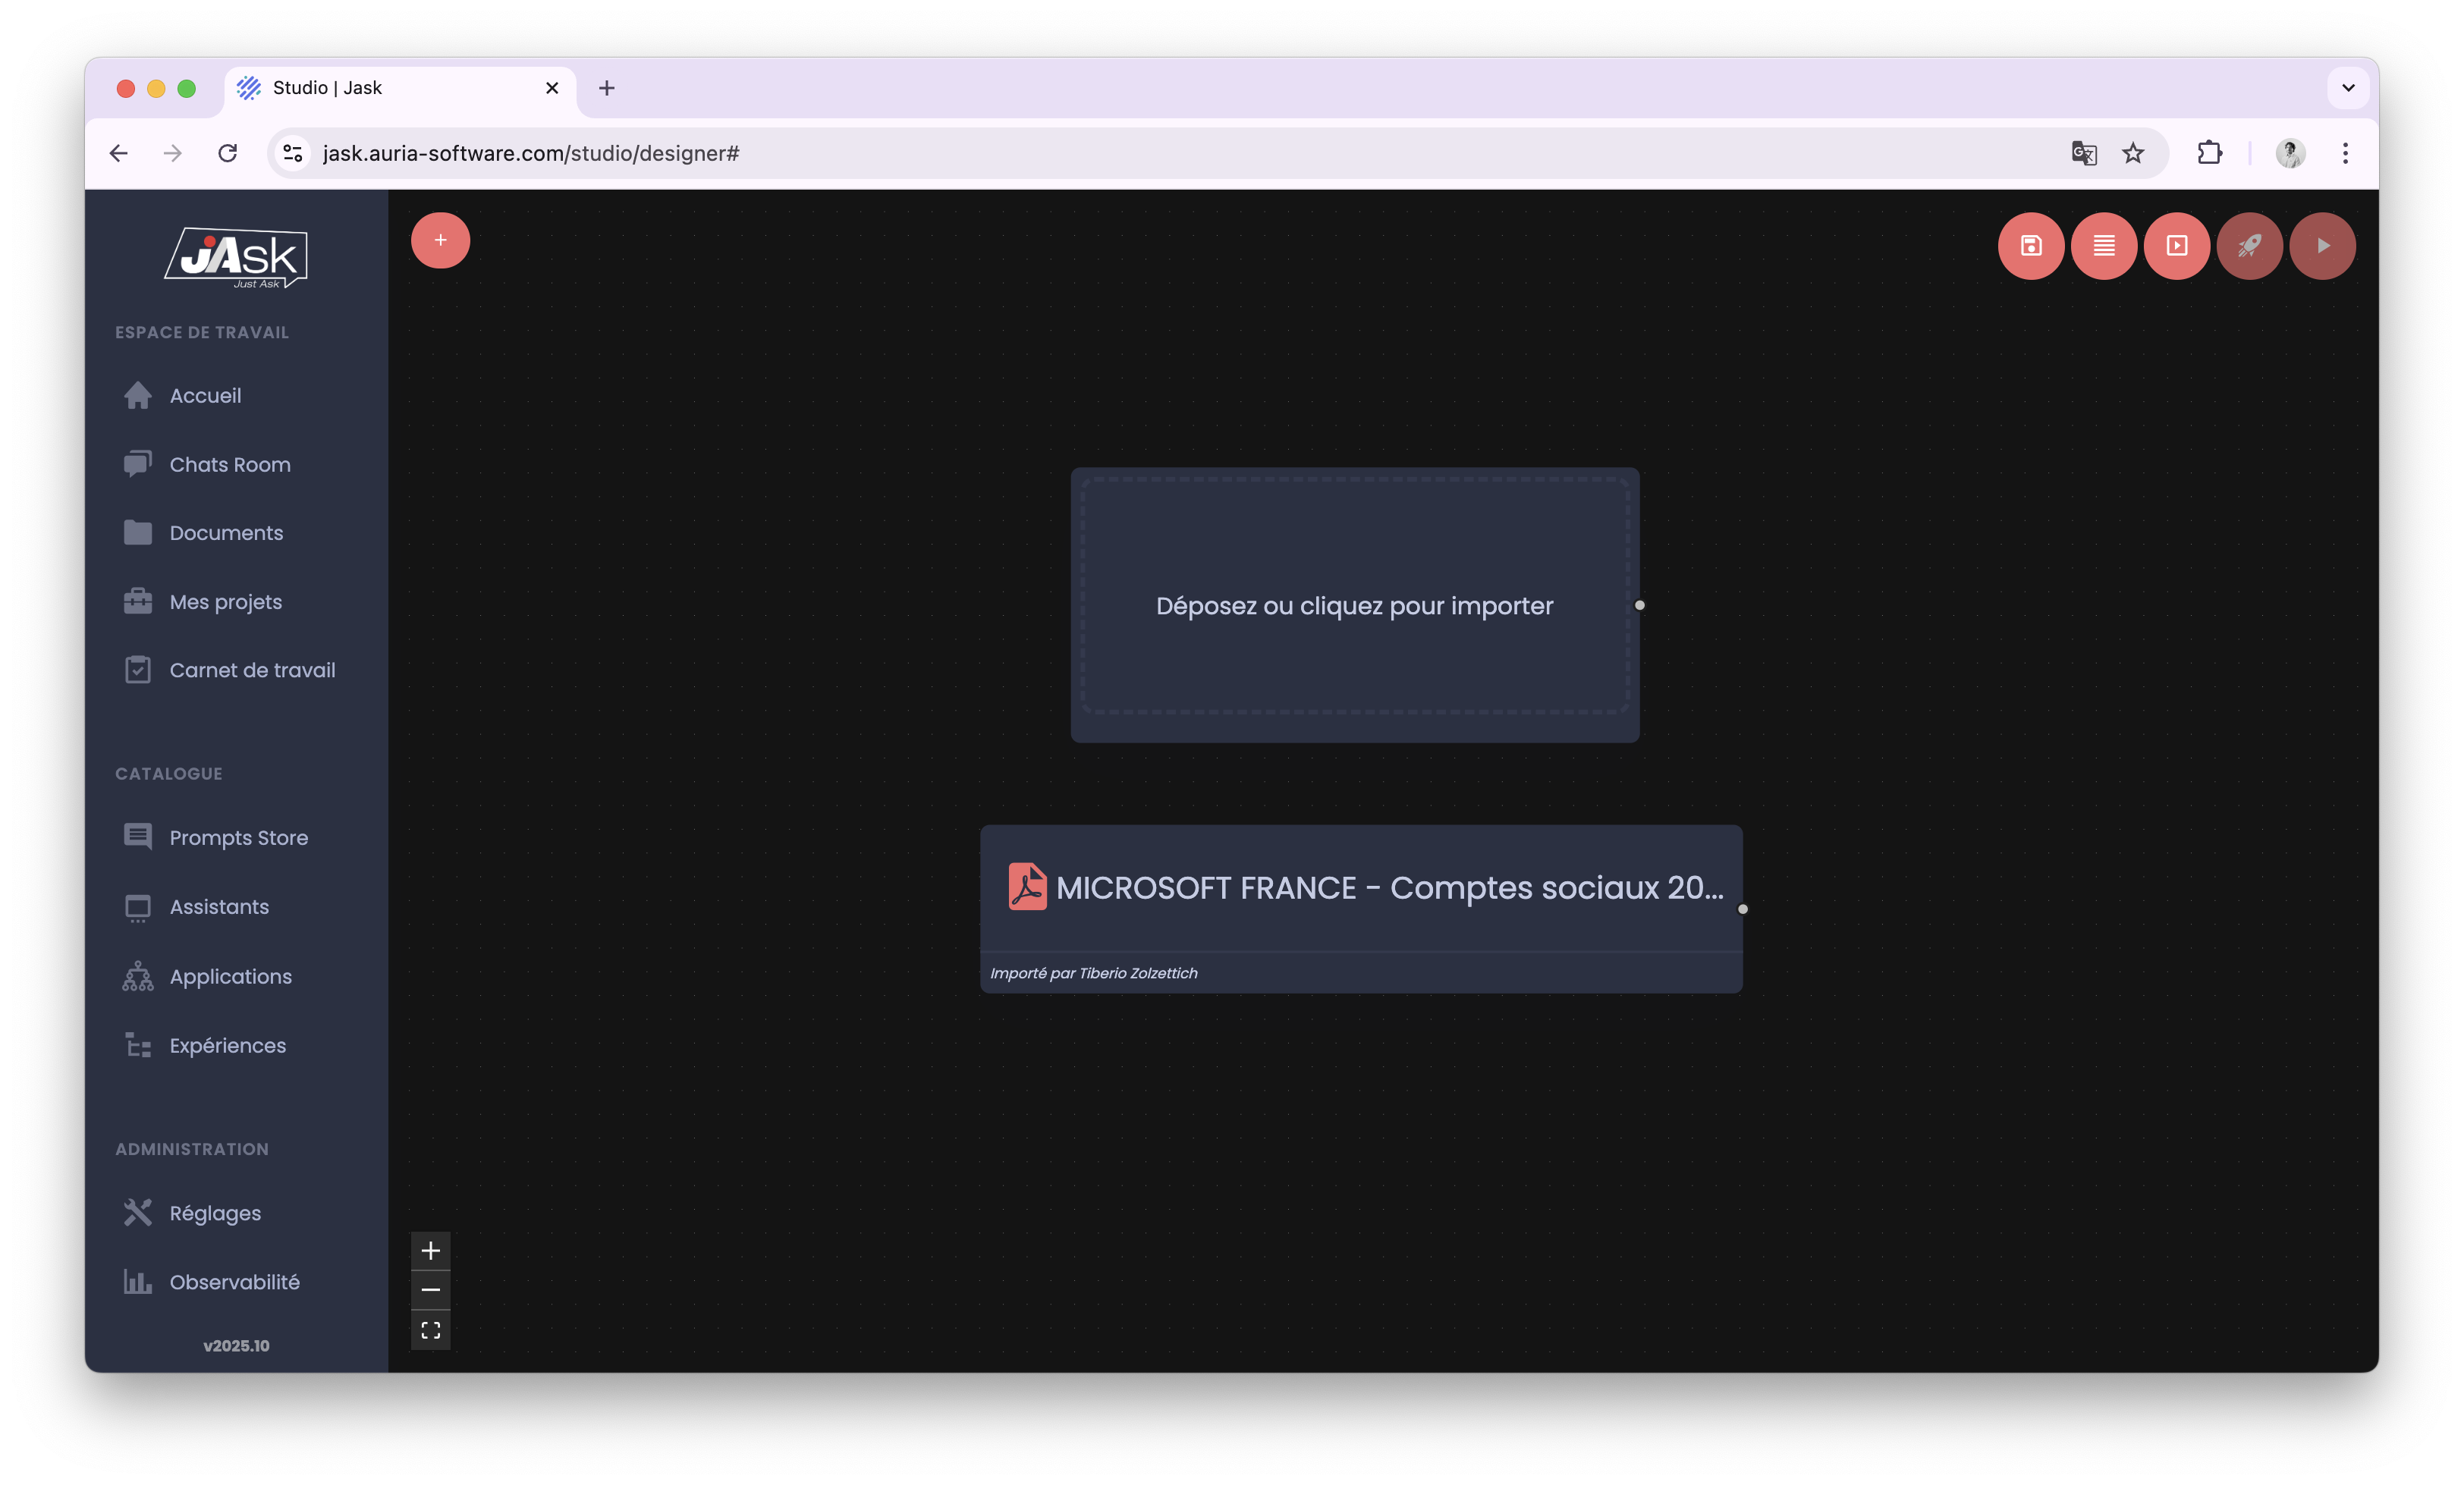 Studio | Jask
jask.auria-software.com/studio/designer#
jAsk
Just Ask
ESPACE DE TRAVAIL
Accueil
Chats Room
Documents
Mes projets
Carnet de travail
CATALOGUE
Prompts Store
Assistants
Applications
Expériences
ADMINISTRATION
Réglages
Observabilité
v2025.10
Déposez ou cliquez pour importer
MICROSOFT FRANCE - Comptes sociaux 20...
Importé par Tiberio Zolzettich